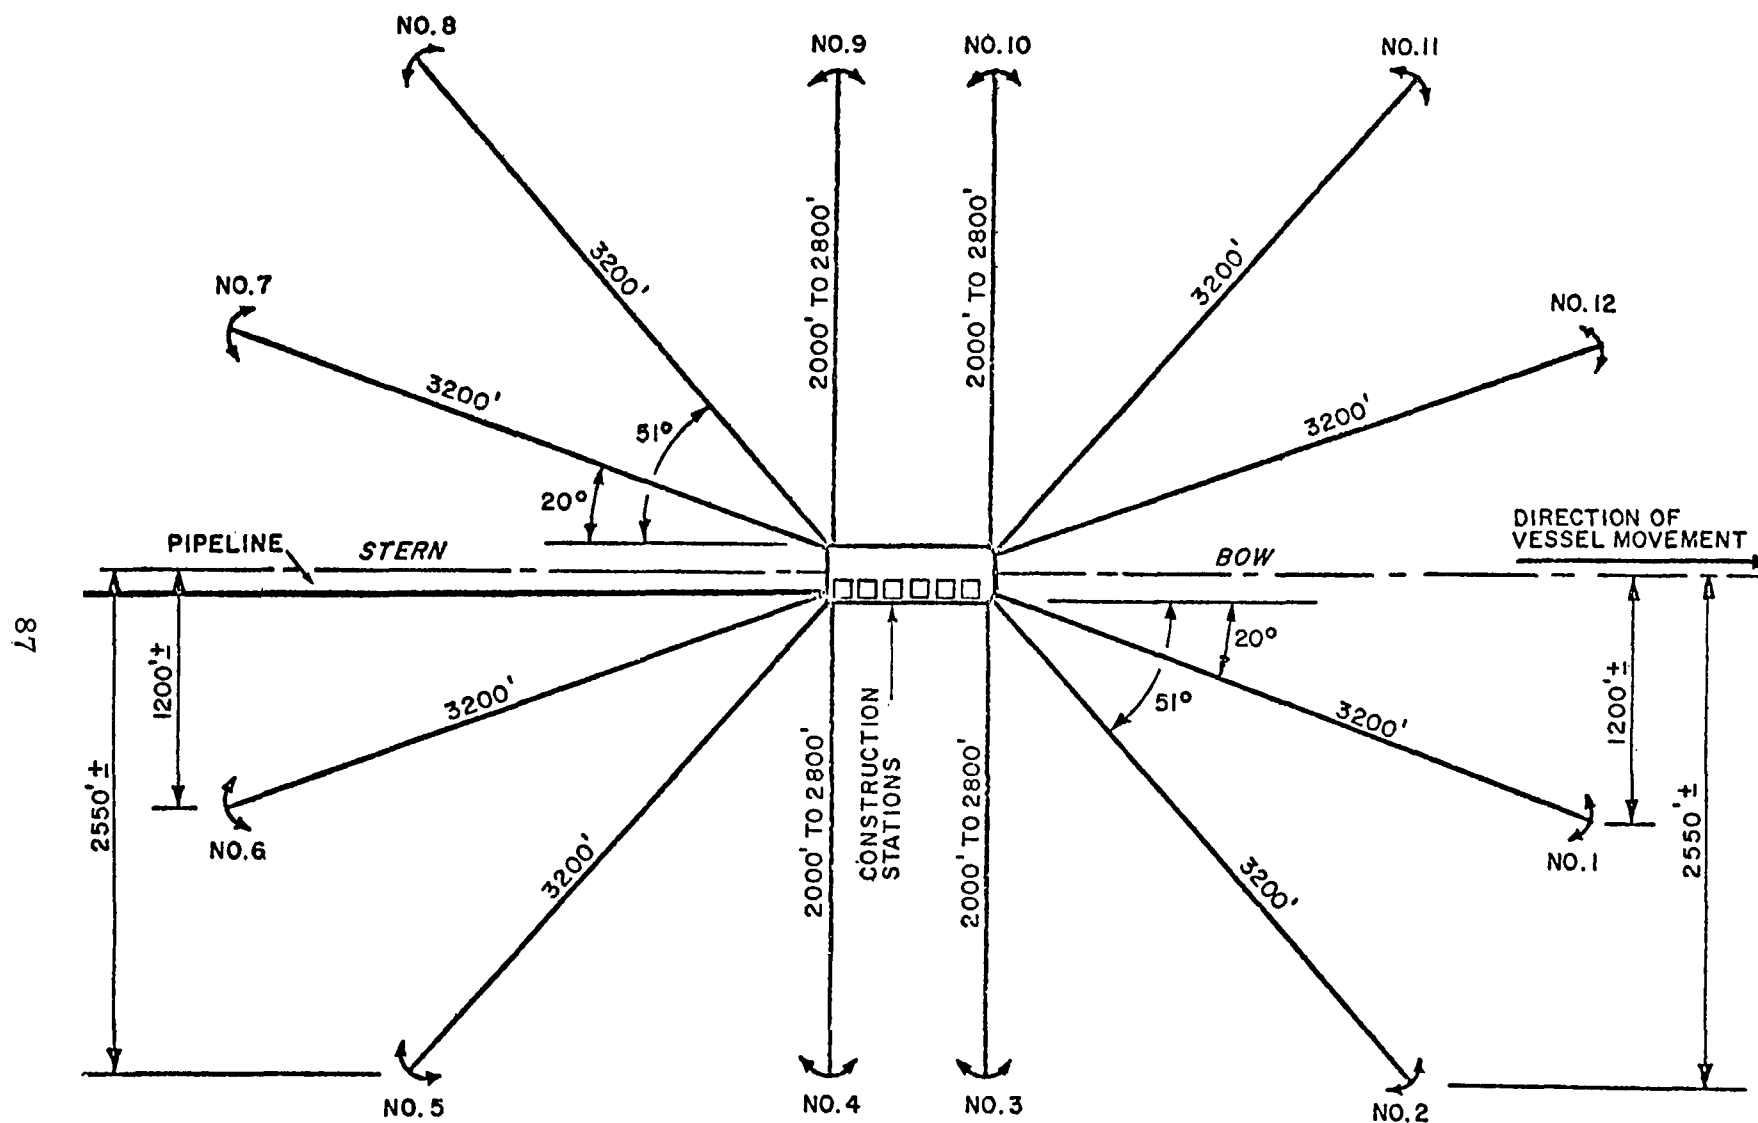 NO.8
NO.9
NO.10
NO.11
NO.7
NO.12
3200'
3200'
3200'
3200'
2000' TO 2800'
2000' TO 2800'
51°
20°
PIPELINE
STERN
BOW
DIRECTION OF
VESSEL MOVEMENT
87
2550'±
1200'±
3200'
3200'
2000' TO 2800'
CONSTRUCTION
STATIONS
2000' TO 2800'
20°
51°
3200'
3200'
1200'±
2550'±
NO.6
NO.1
NO.5
NO.4
NO.3
NO.2